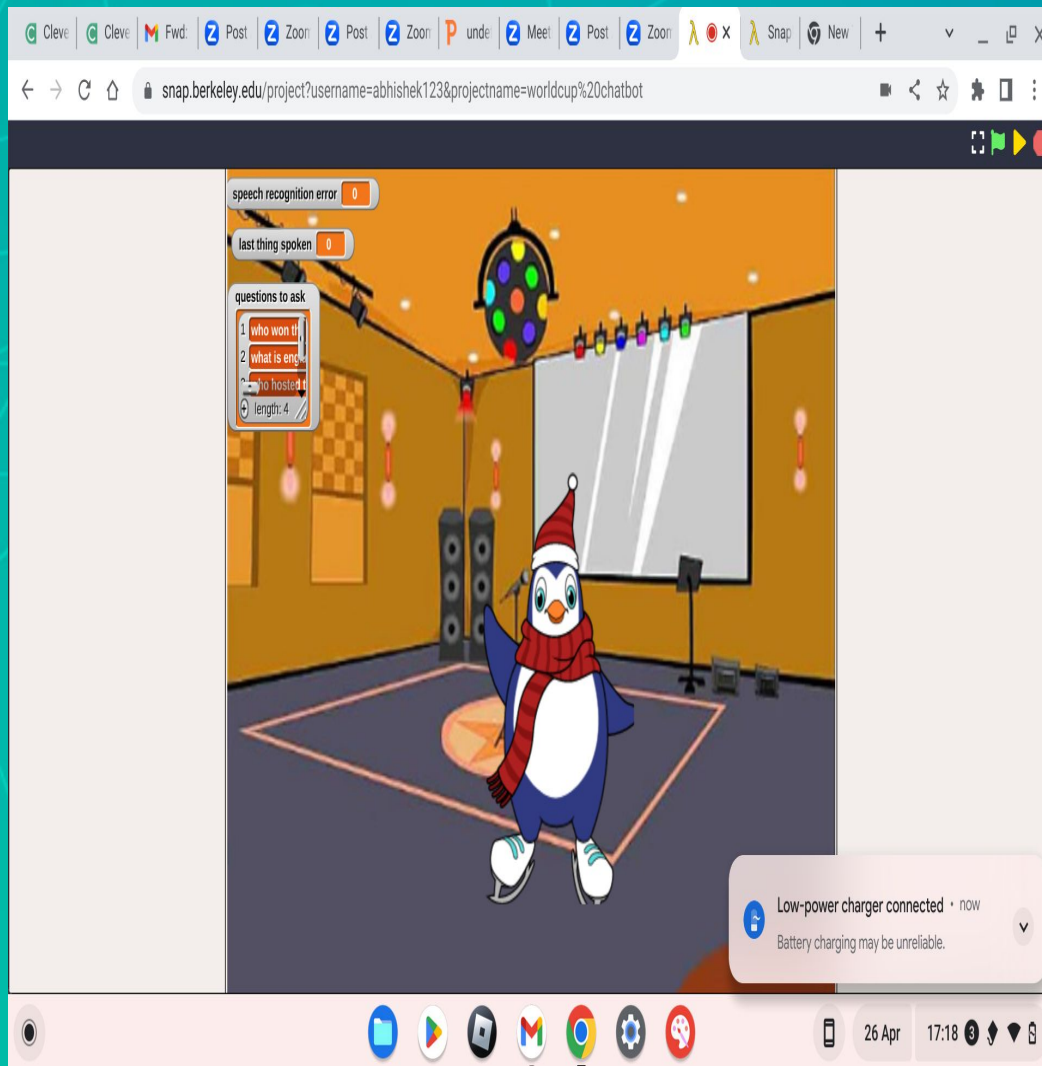 Cleve
Cleve
Fwd:
Post
Zoon
Post
Zoon
unde
Meet
Post
Zoon
Snap
New
snap.berkeley.edu/project?username=abhishek123&projectname=worldcup%20chatbot
speech recognition error 0
last thing spoken 0
questions to ask
1 who won th
2 what is eng
ho hosted t
length: 4
Low-power charger connected • now
Battery charging may be unreliable.
26 Apr 17:18 3